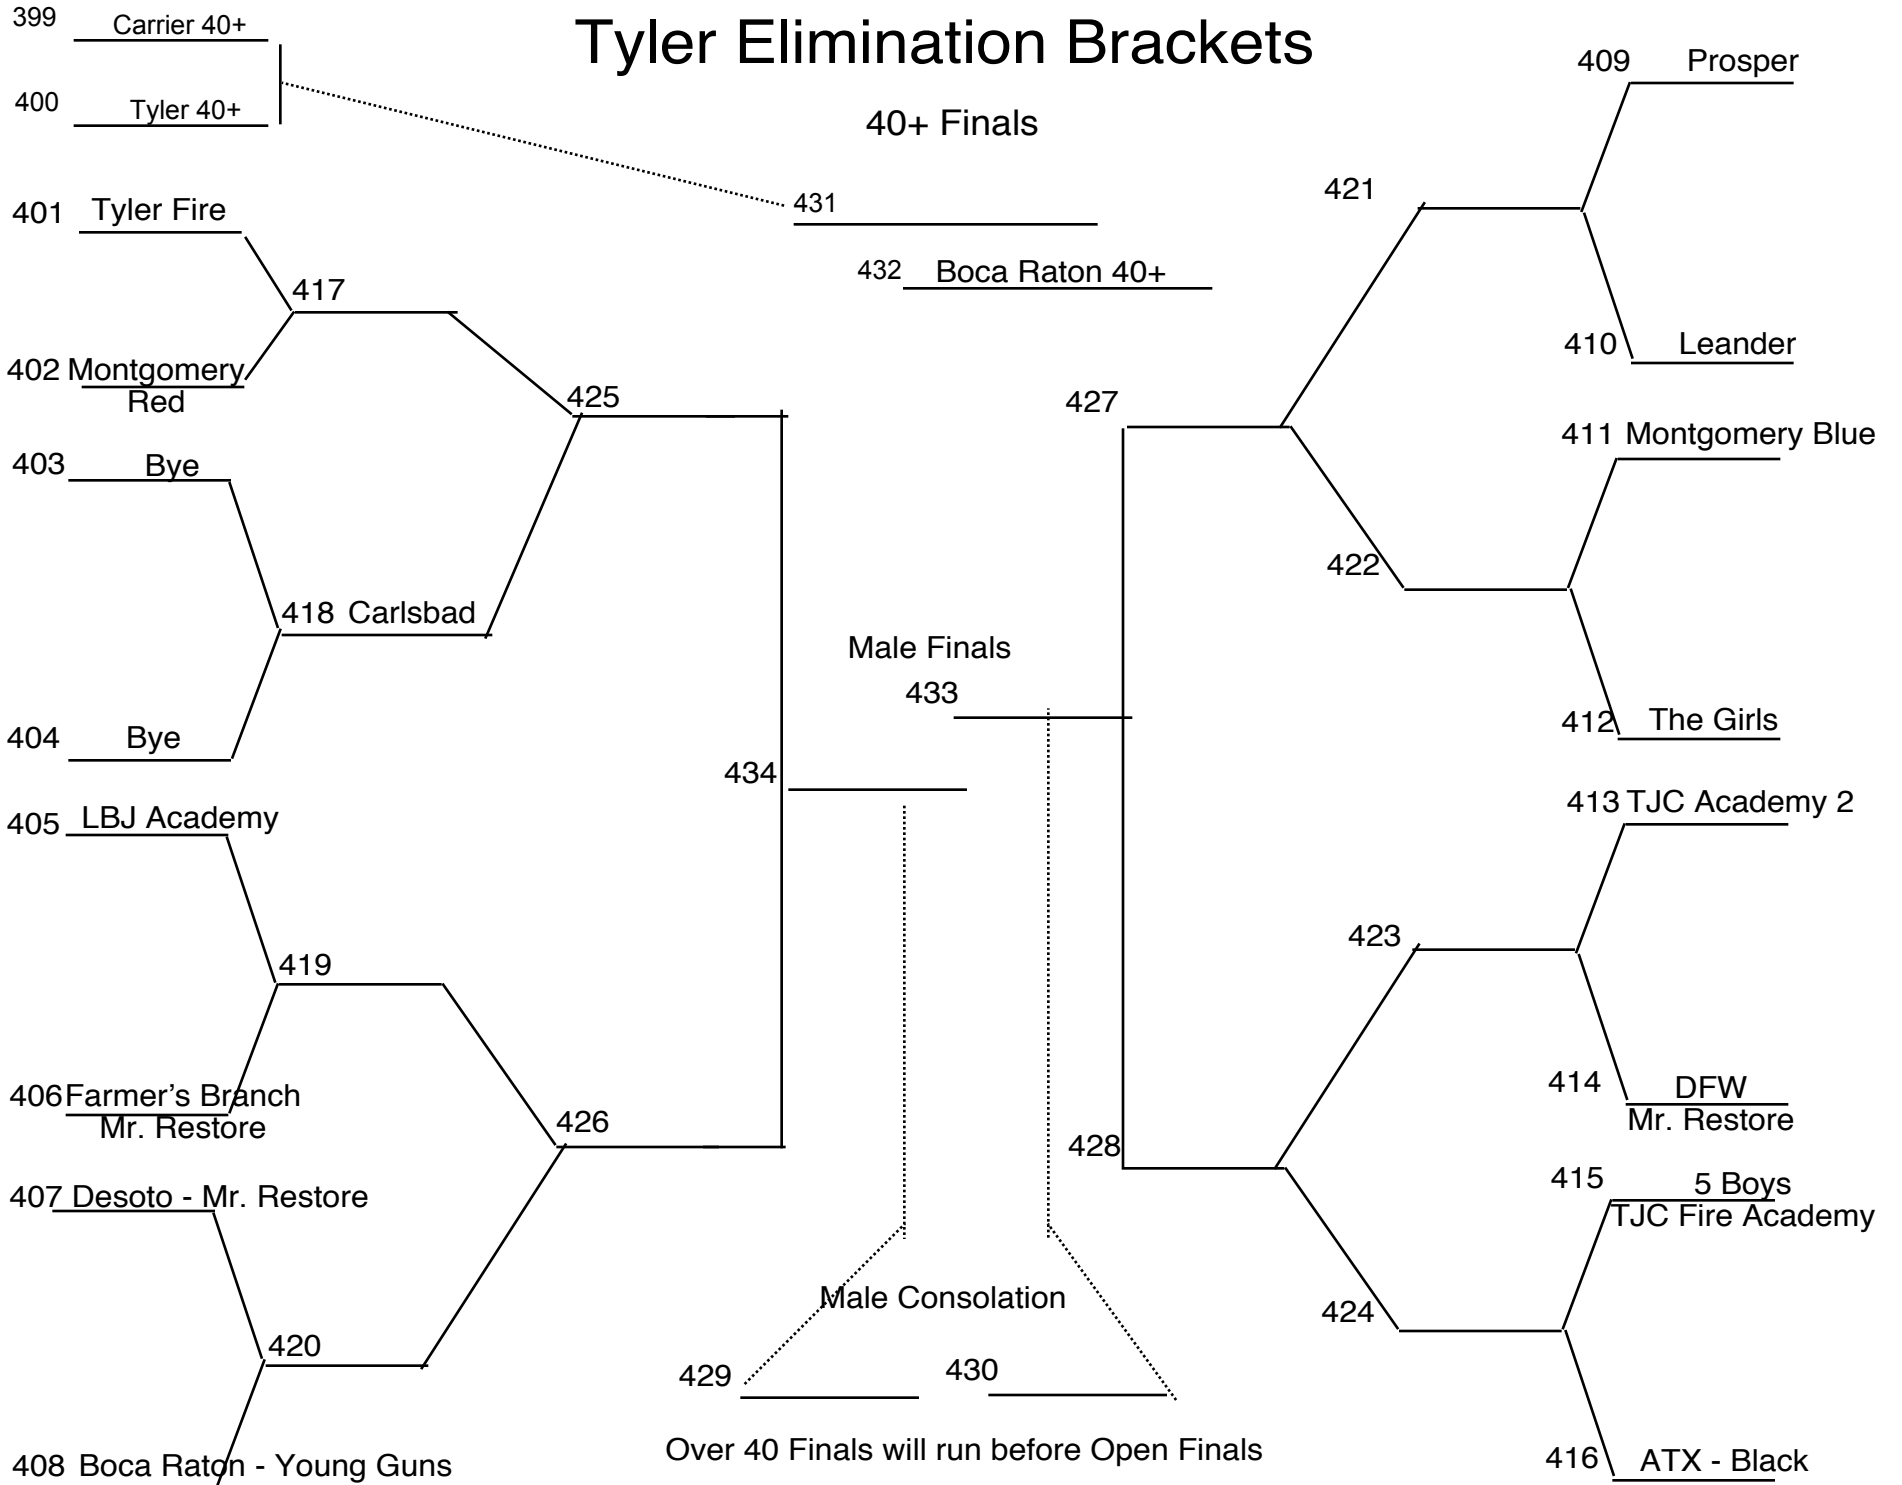 Tyler Elimination Brackets
399 Carrier 40+
400 Tyler 40+
40+ Finals
431
432 Boca Raton 40+
401 Tyler Fire
417
402 Montgomery
Red
425
403 Bye
418 Carlsbad
404 Bye
405 LBJ Academy
419
406 Farmer’s Branch
Mr. Restore
426
407 Desoto - Mr. Restore
420
408 Boca Raton - Young Guns
Male Finals
433
434
Male Consolation
429
430
Over 40 Finals will run before Open Finals
409 Prosper
421
410 Leander
427
411 Montgomery Blue
422
412 The Girls
413 TJC Academy 2
423
414 DFW
Mr. Restore
428
415 5 Boys
TJC Fire Academy
424
416 ATX - Black